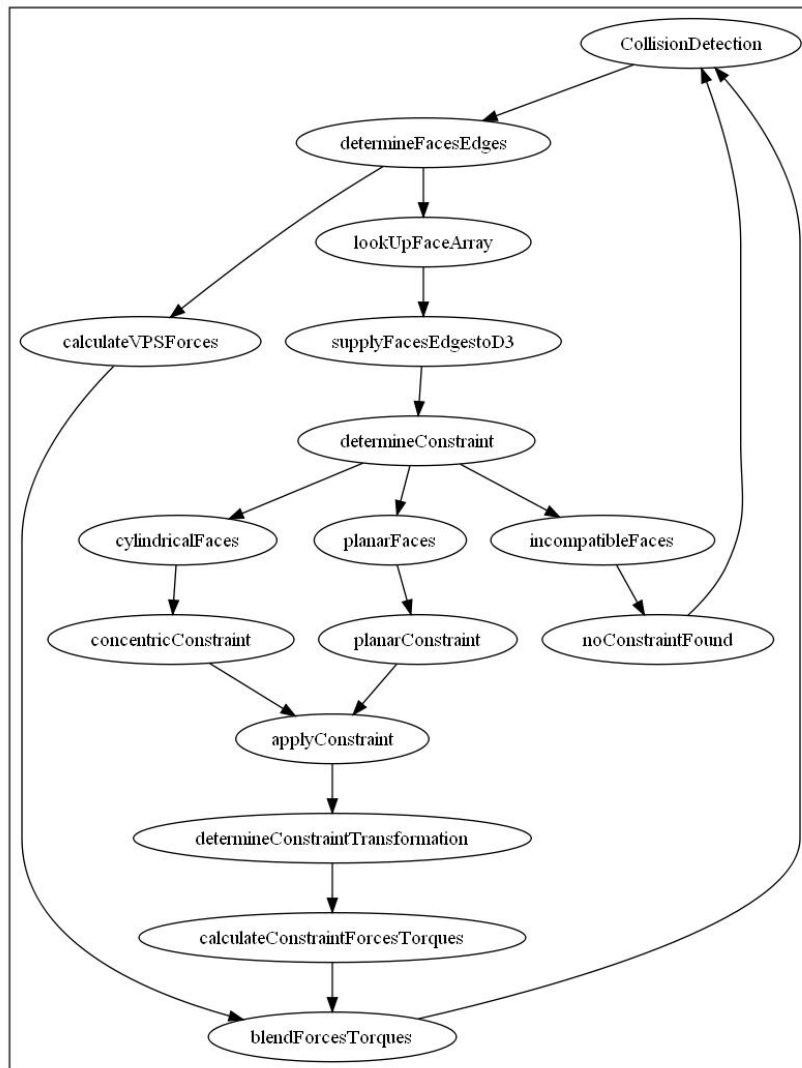 CollisionDetection
determineFacesEdges
lookUpFaceArray
calculateVPSForces
supplyFacesEdgestoD3
determineConstraint
cylindricalFaces
planarFaces
incompatibleFaces
concentricConstraint
planarConstraint
noConstraintFound
applyConstraint
determineConstraintTransformation
calculateConstraintForcesTorques
blendForcesTorques